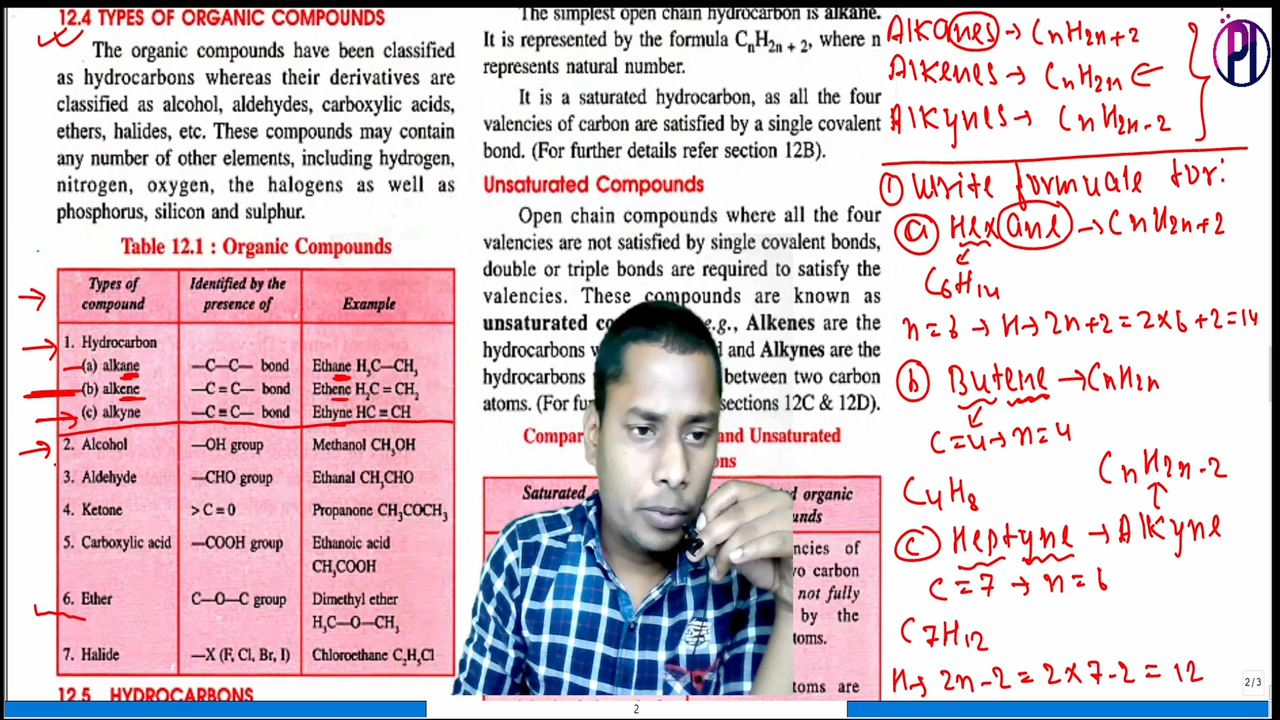 12.4 TYPES OF ORGANIC COMPOUNDS
The organic compounds have been classified
as hydrocarbons whereas their derivatives are
classified as alcohol, aldehydes, carboxylic acids,
ethers, halides, etc. These compounds may contain
any number of other elements, including hydrogen,
nitrogen, oxygen, the halogens as well as
phosphorus, silicon and sulphur.
Table 12.1 : Organic Compounds
Types of compound | Identified by the presence of | Example
1. Hydrocarbon
(a) alkane —C—C— bond Ethane H₃C—CH₃
(b) alkene —C = C— bond Ethene H₂C = CH₂
(c) alkyne —C ≡ C— bond Ethyne HC ≡ CH
2. Alcohol —OH group Methanol CH₃OH
3. Aldehyde —CHO group Ethanal CH₃CHO
4. Ketone > C = 0 Propanone CH₃COCH₃
5. Carboxylic acid —COOH group Ethanoic acid
CH₃COOH
6. Ether C—O—C group Dimethyl ether
H₃C—O—CH₃
7. Halide —X (F, Cl, Br, I) Chloroethane C₂H₅Cl
12.5 HYDROCARBONS
The simplest open chain hydrocarbon is alkane.
It is represented by the formula CₙH₂ₙ ₊ ₂, where n
represents natural number.
It is a saturated hydrocarbon, as all the four
valencies of carbon are satisfied by a single covalent
bond. (For further details refer section 12B).
Unsaturated Compounds
Open chain compounds where all the four
valencies are not satisfied by single covalent bonds,
double or triple bonds are required to satisfy the
valencies. These compounds are known as
unsaturated e.g., Alkenes are the
hydrocarbons and Alkynes are the
hydrocarbons between two carbon
atoms. (For sections 12C & 12D).
and Unsaturated
Saturated organic
of
carbon
not fully
by the
toms are
Alkanes → CnH2n+2
Alkenes → CnH2n ←
Alkynes → CnH2n-2
① Write formuale for:
ⓐ Hexane → CnH2n+2
C6H14
n=6 → H → 2n+2 = 2×6+2=14
ⓑ Butene → CnH2n
C=4 → n=4
C4H8
CnH2n-2
ⓒ Heptyne → Alkyne
C=7 → n=6
C7H12
H→ 2n-2 = 2×7-2 = 12
PI
2/3
2